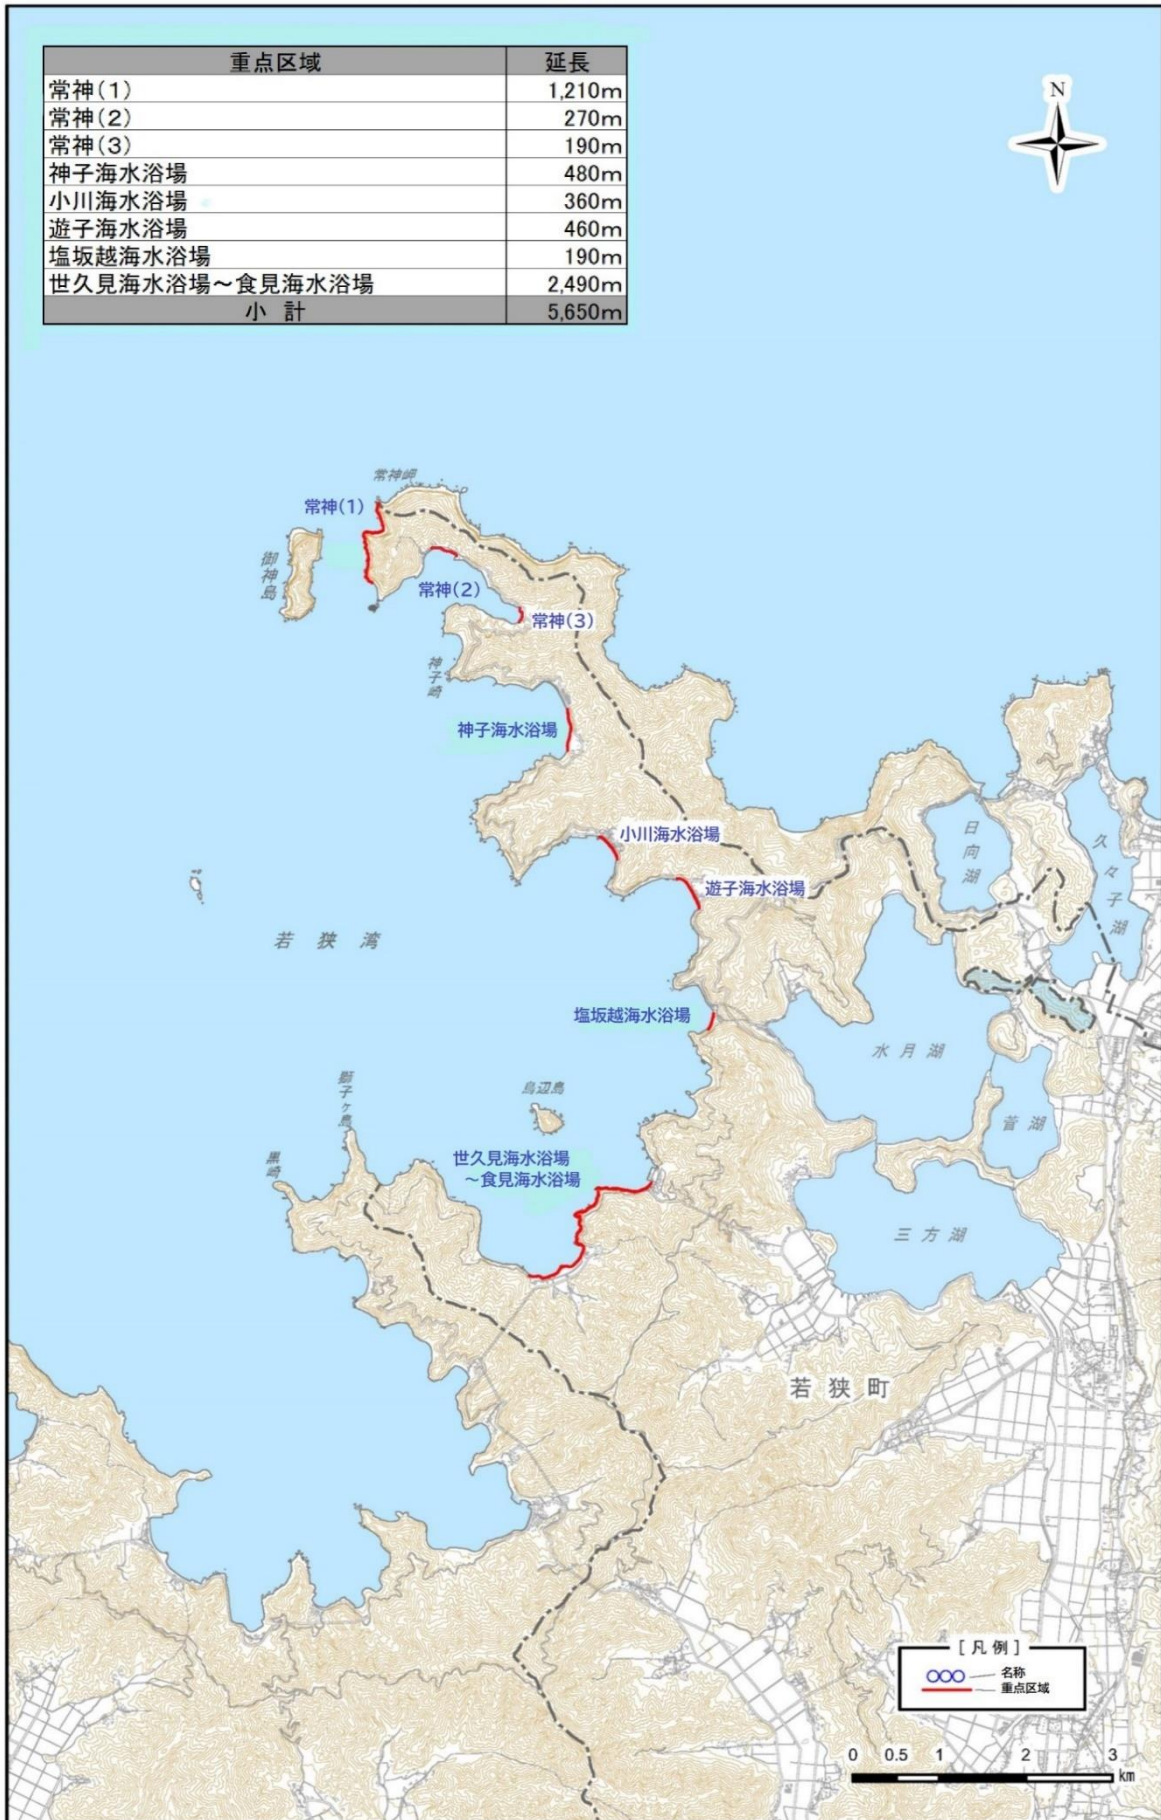 重点区域 延長
常神(1) 1,210m
常神(2) 270m
常神(3) 190m
神子海水浴場 480m
小川海水浴場 360m
遊子海水浴場 460m
塩坂越海水浴場 190m
世久見海水浴場～食見海水浴場 2,490m
小 計 5,650m
N
常神岬
常神(1)
御神島
常神(2)
常神(3)
神子崎
神子海水浴場
小川海水浴場
日向湖
久々子湖
遊子海水浴場
若狭湾
塩坂越海水浴場
水月湖
獅子ヶ島
烏辺島
菅湖
黒崎
世久見海水浴場
～食見海水浴場
三方湖
若狭町
[凡例]
○○○ 名称
重点区域
0 0.5 1 2 3
km